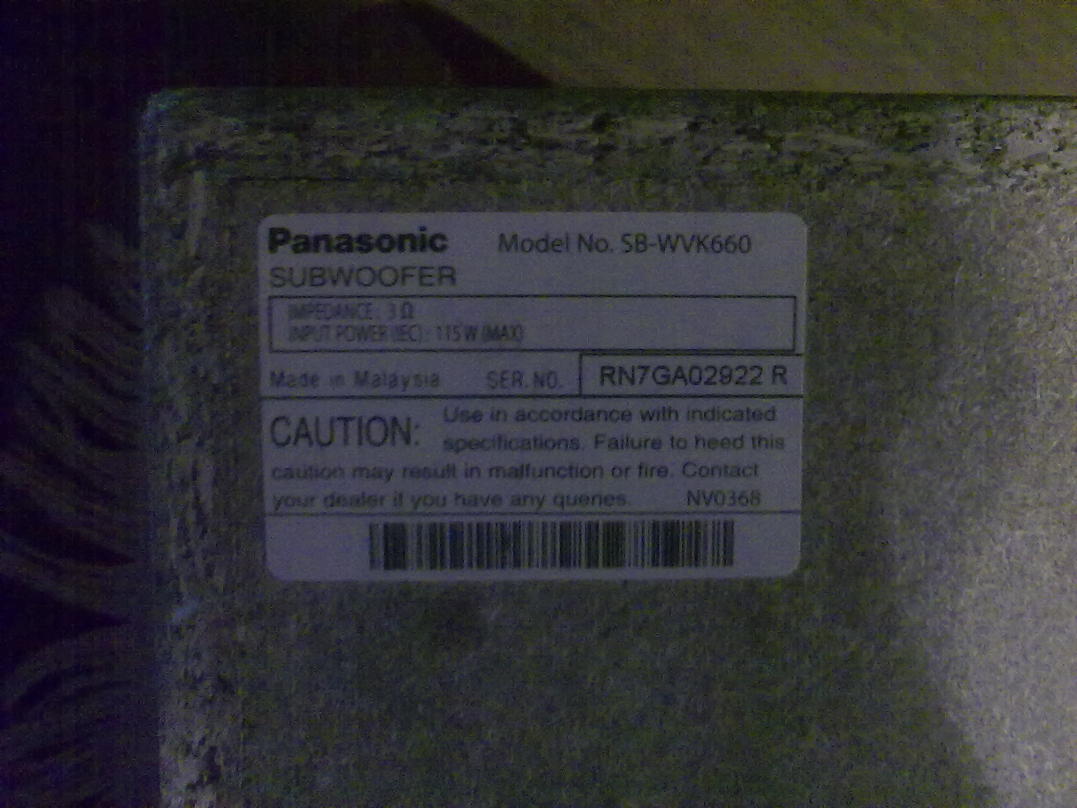 Panasonic Model No. SB-WVK660
SUBWOOFER
IMPEDANCE : 3 Ω
INPUT POWER (IEC) : 115 W (MAX)
Made in Malaysia SER. NO. RN7GA02922 R
CAUTION: Use in accordance with indicated
specifications. Failure to heed this
caution may result in malfunction or fire. Contact
your dealer if you have any queries. NV0368